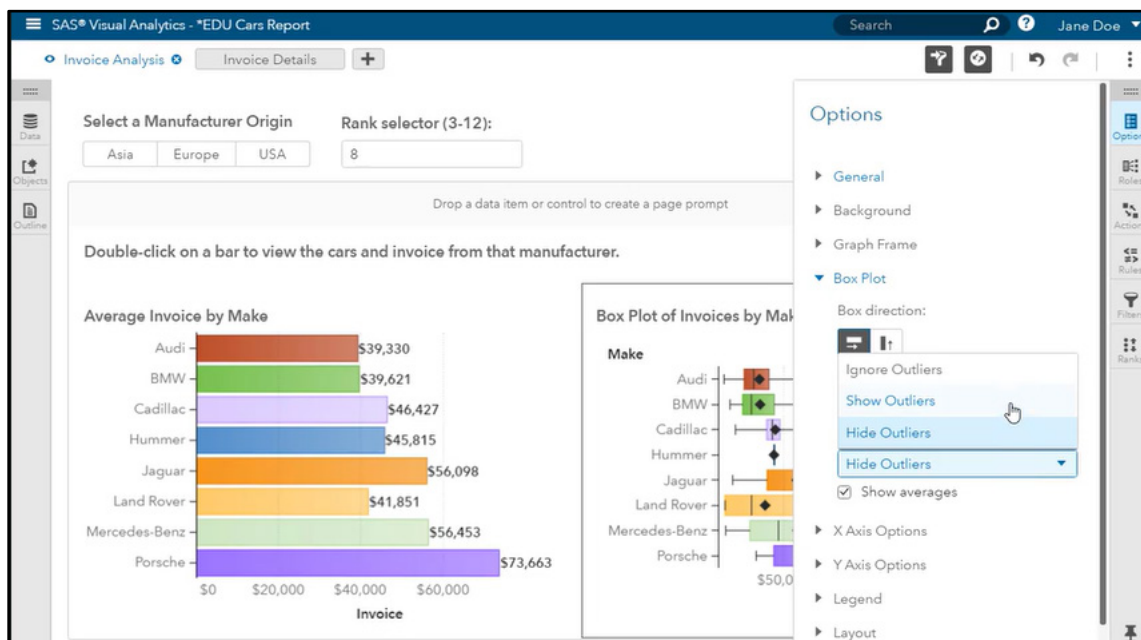 SAS® Visual Analytics - *EDU Cars Report
Search
Jane Doe
Invoice Analysis
Invoice Details
Data
Objects
Outline
Select a Manufacturer Origin
Rank selector (3-12):
Asia
Europe
USA
8
Drop a data item or control to create a page prompt
Double-click on a bar to view the cars and invoice from that manufacturer.
Average Invoice by Make
Audi
$39,330
BMW
$39,621
Cadillac
$46,427
Hummer
$45,815
Jaguar
$56,098
Land Rover
$41,851
Mercedes-Benz
$56,453
Porsche
$73,663
$0 $20,000 $40,000 $60,000
Invoice
Box Plot of Invoices by Mak
Make
Audi
BMW
Cadillac
Hummer
Jaguar
Land Rover
Mercedes-Benz
Porsche
$50,0
Options
General
Background
Graph Frame
Box Plot
Box direction:
Ignore Outliers
Show Outliers
Hide Outliers
Hide Outliers
Show averages
X Axis Options
Y Axis Options
Legend
Layout
Option
Roles
Action
Rules
Filter
Ranks